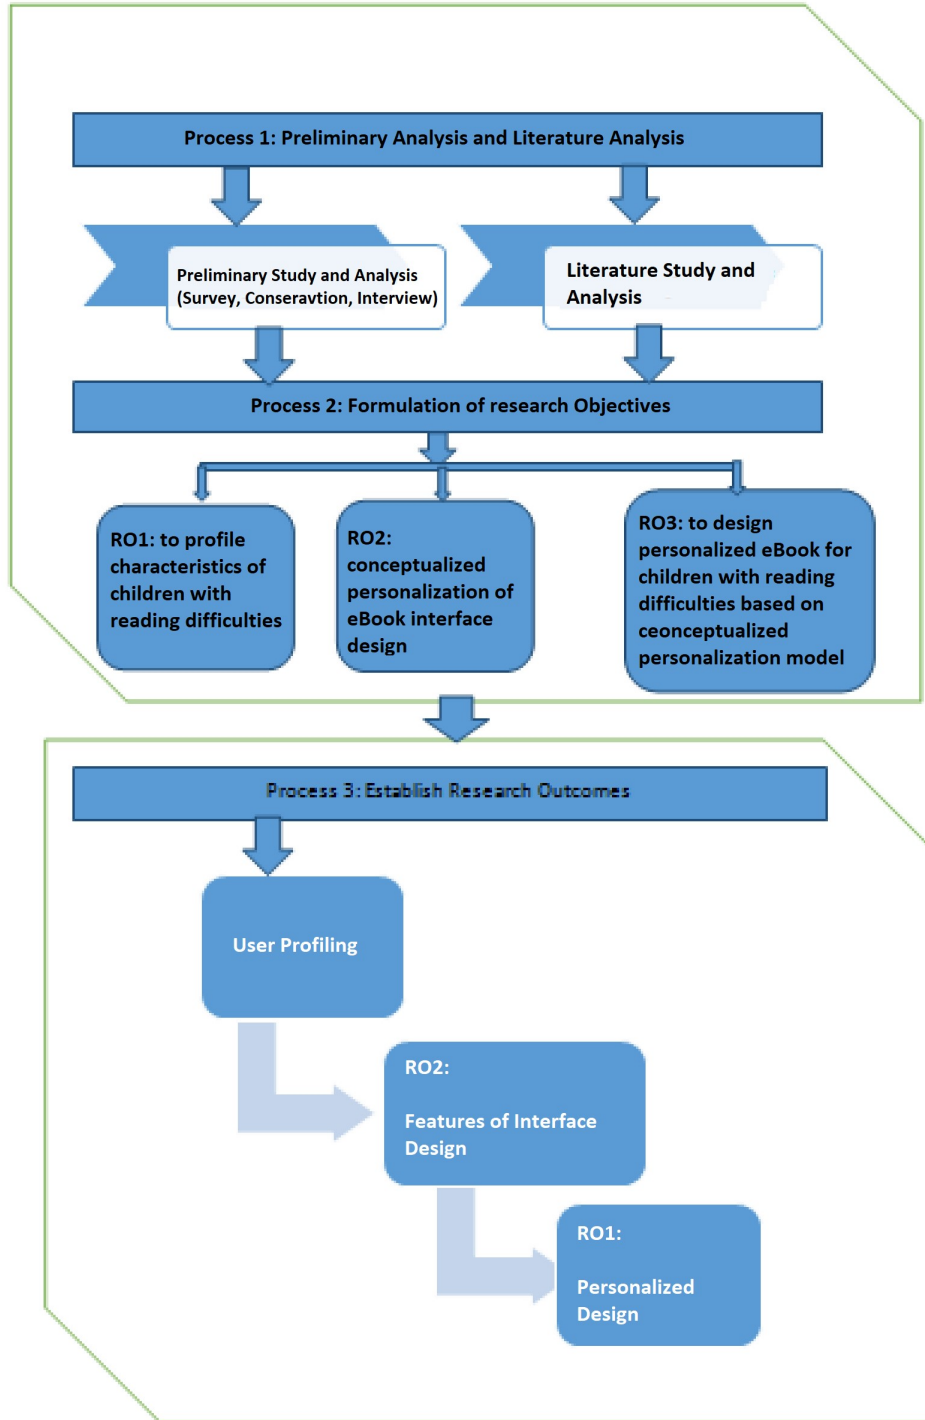 Process 1: Preliminary Analysis and Literature Analysis
Preliminary Study and Analysis
(Survey, Conseravtion, Interview)
Literature Study and
Analysis
Process 2: Formulation of research Objectives
RO1: to profile
characteristics of
children with
reading difficulties
RO2:
conceptualized
personalization of
eBook interface
design
RO3: to design
personalized eBook for
children with reading
difficulties based on
ceonceptualized
personalization model
Process 3: Establish Research Outcomes
User Profiling
RO2:
Features of Interface
Design
RO1:
Personalized
Design